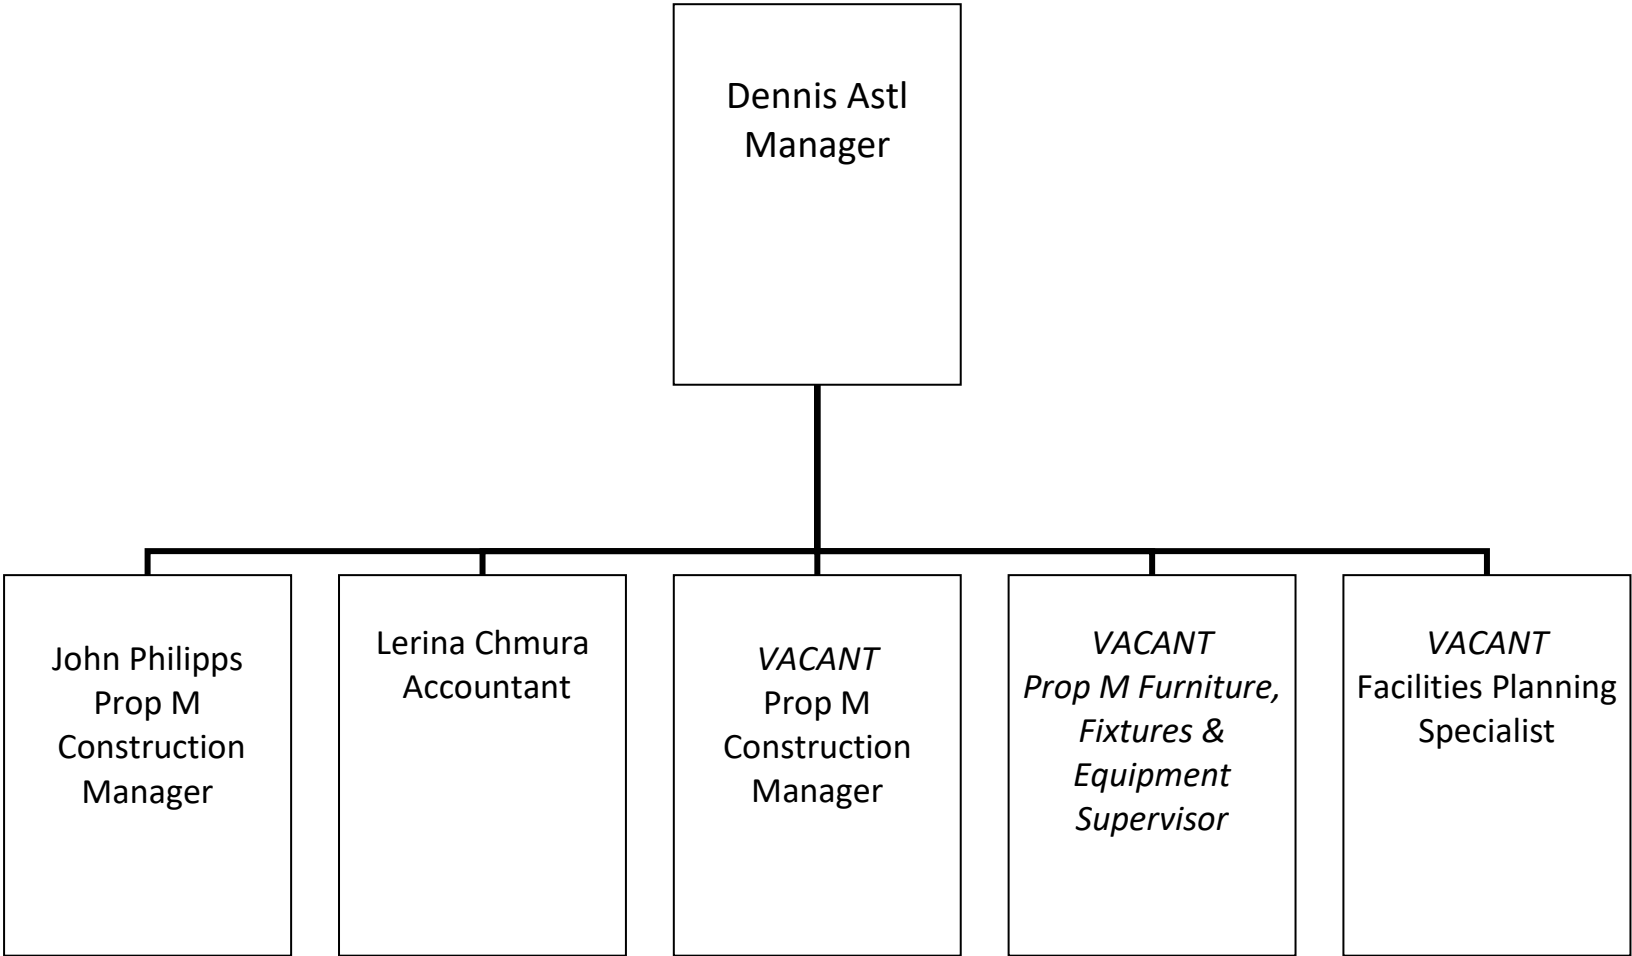 Dennis Astl
Manager
John Philipps
Prop M
Construction
Manager
Lerina Chmura
Accountant
VACANT
Prop M
Construction
Manager
VACANT
Prop M Furniture,
Fixtures &
Equipment
Supervisor
VACANT
Facilities Planning
Specialist